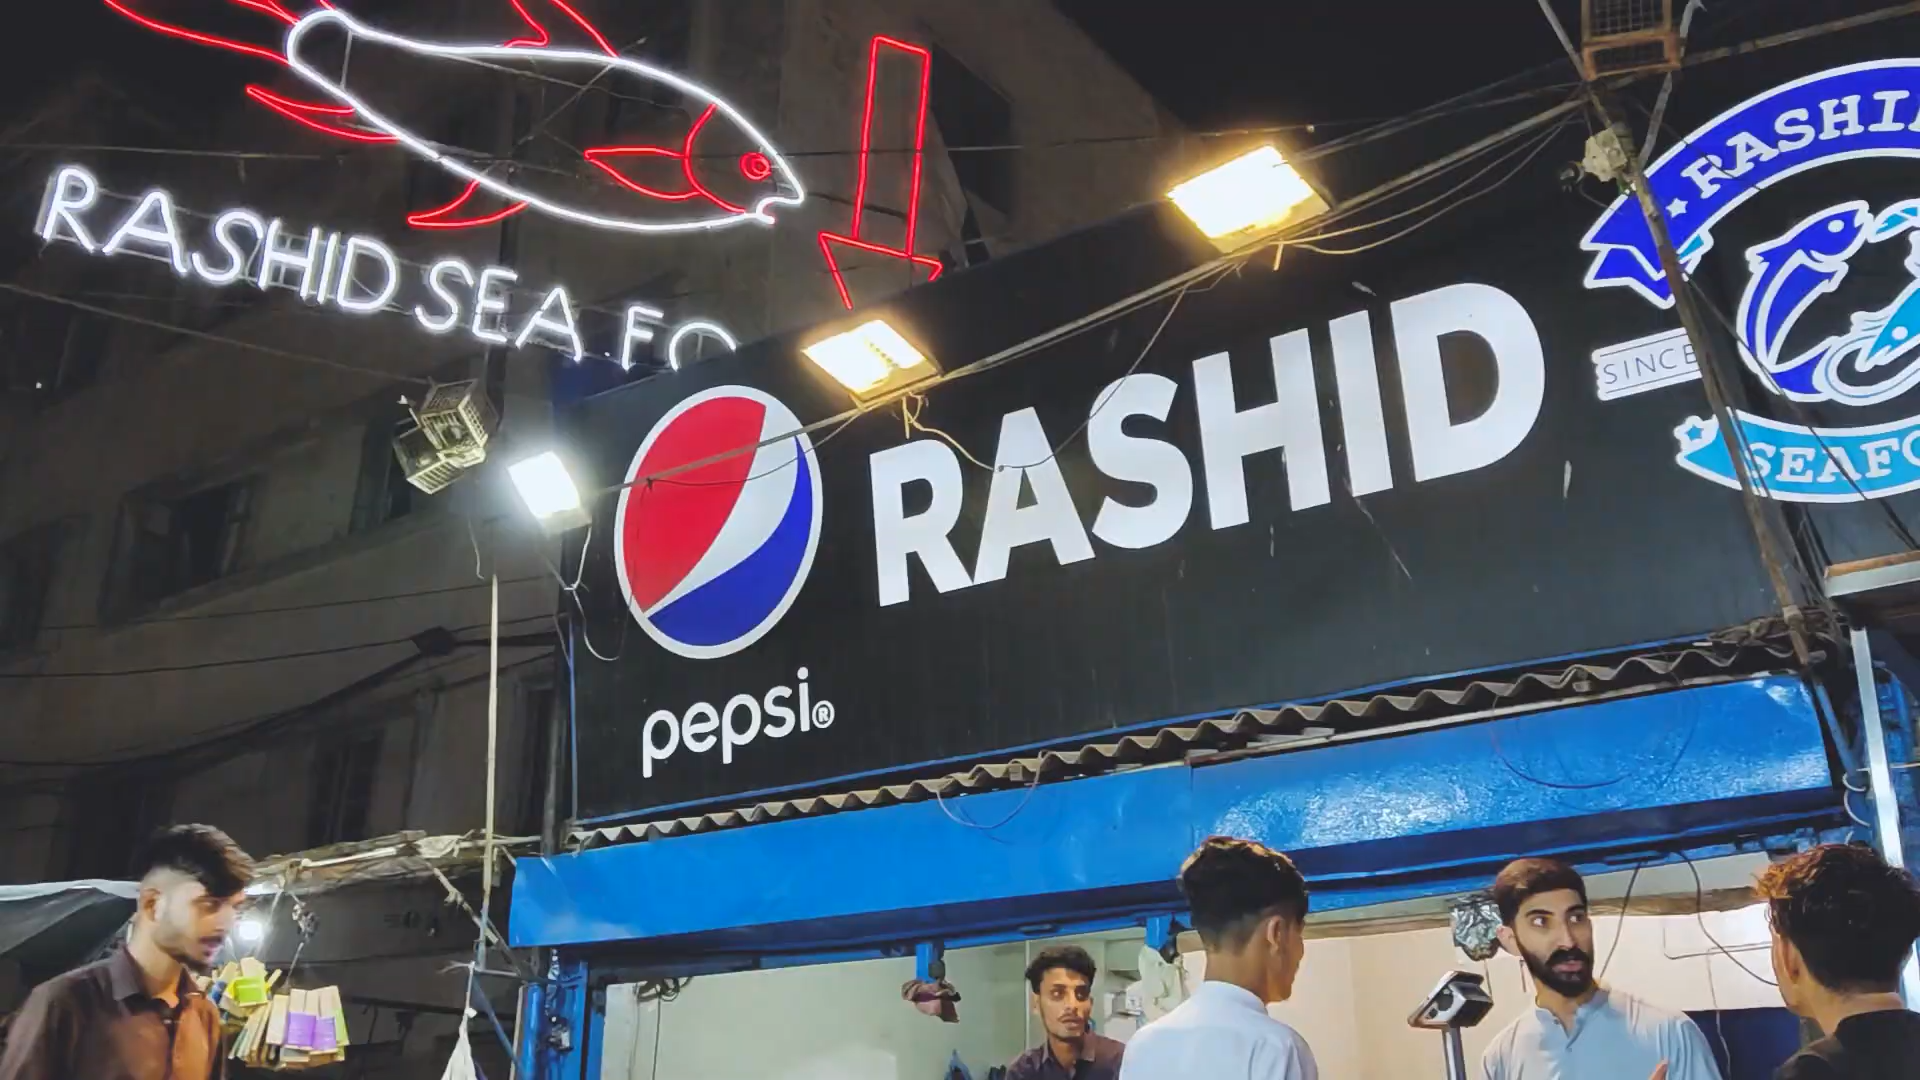 RASHID SEA FO
RASHID
pepsi®
RASHI
SINCE
SEAFO